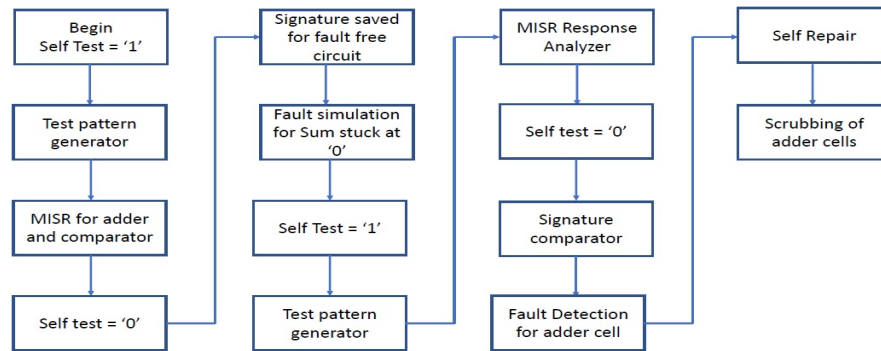 Begin
Self Test = ‘1’
Test pattern
generator
MISR for adder
and comparator
Self test = ‘0’
Signature saved
for fault free
circuit
Fault simulation
for Sum stuck at
‘0’
Self Test = ‘1’
Test pattern
generator
MISR Response
Analyzer
Self test = ‘0’
Signature
comparator
Fault Detection
for adder cell
Self Repair
Scrubbing of
adder cells